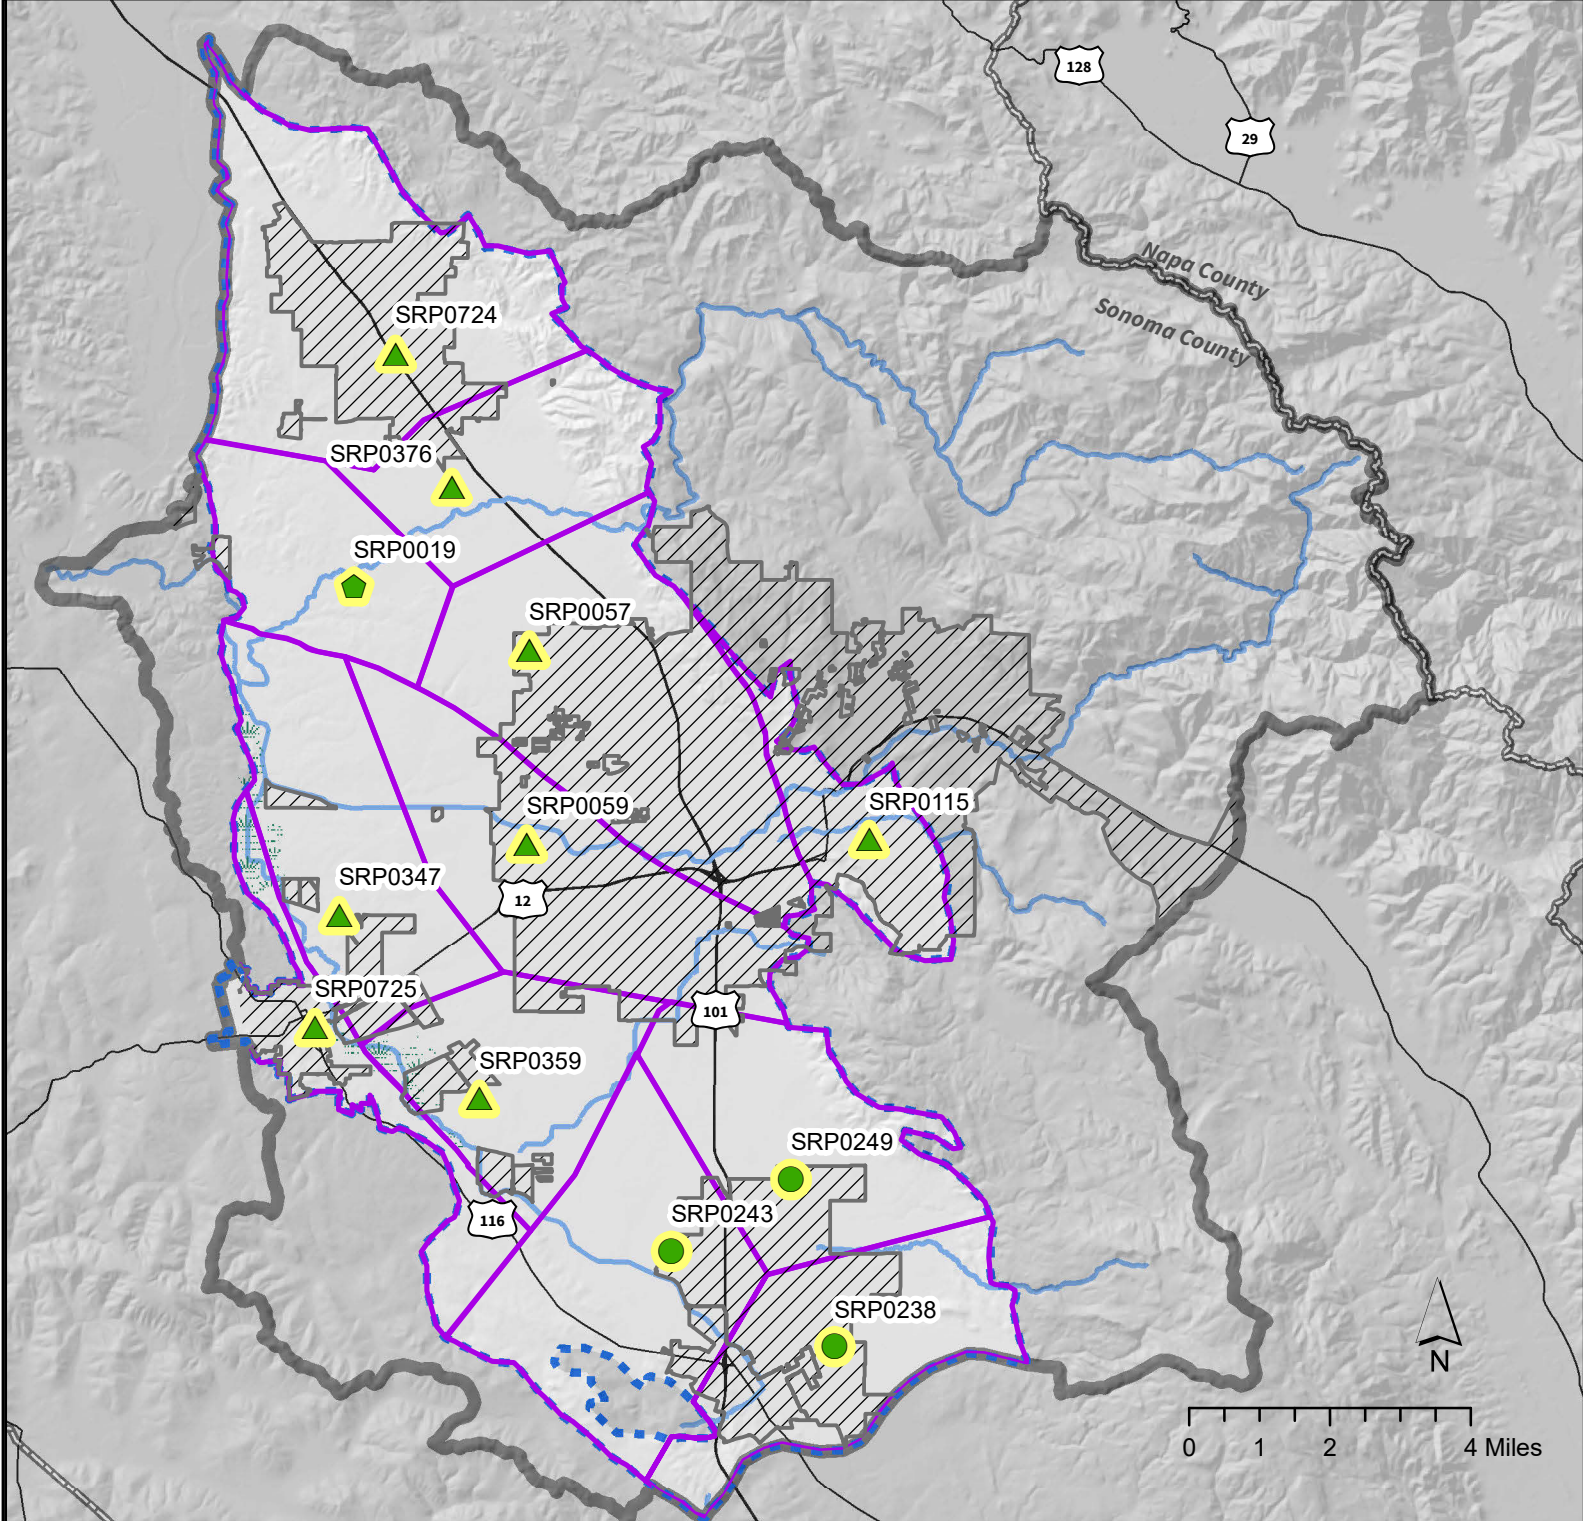 128
29
Napa County
Sonoma County
SRP0724
SRP0376
SRP0019
SRP0057
SRP0059
SRP0115
SRP0347
12
SRP0725
101
SRP0359
SRP0249
SRP0243
116
SRP0238
N
0 1 2 4 Miles